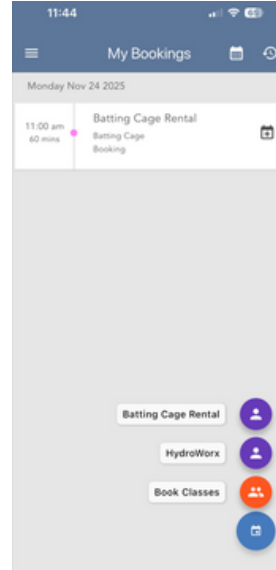 11:44
My Bookings
Monday Nov 24 2025
11:00 am
60 mins
Batting Cage Rental
Batting Cage
Booking
Batting Cage Rental
HydroWorx
Book Classes